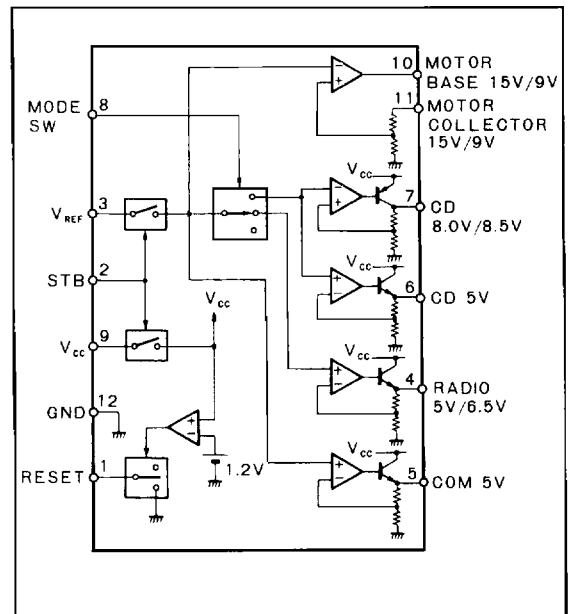 10 MOTOR
BASE 15V/9V
11 MOTOR
COLLECTOR
15V/9V
MODE
SW
8
VCC
7 CD
8.0V/8.5V
VREF 3
STB 2
VCC
6 CD 5V
VCC 9
VCC
VCC
4 RADIO
5V/6.5V
GND 12
1.2V
RESET 1
VCC
5 COM 5V